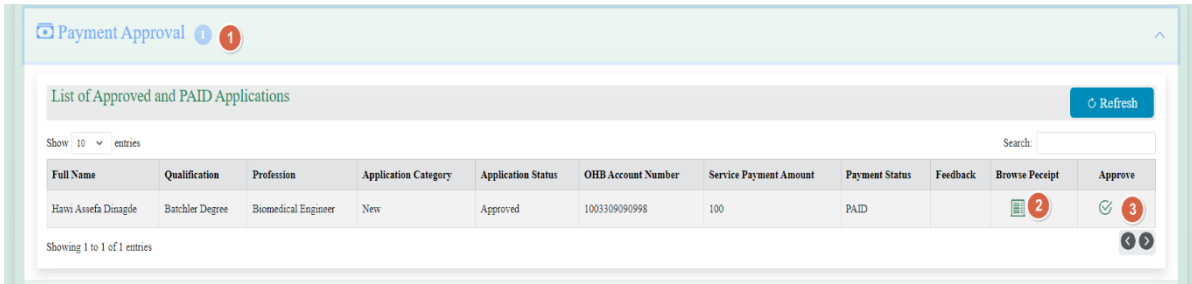 Payment Approval 1 1
List of Approved and PAID Applications
Refresh
Show 10 entries
Search:
Full Name Qualification Profession Application Category Application Status OHB Account Number Service Payment Amount Payment Status Feedback Browse Peceipt Approve
Hawi Assefa Dinagde Batchler Degree Biomedical Engineer New Approved 1003309090998 100 PAID 2 3
Showing 1 to 1 of 1 entries